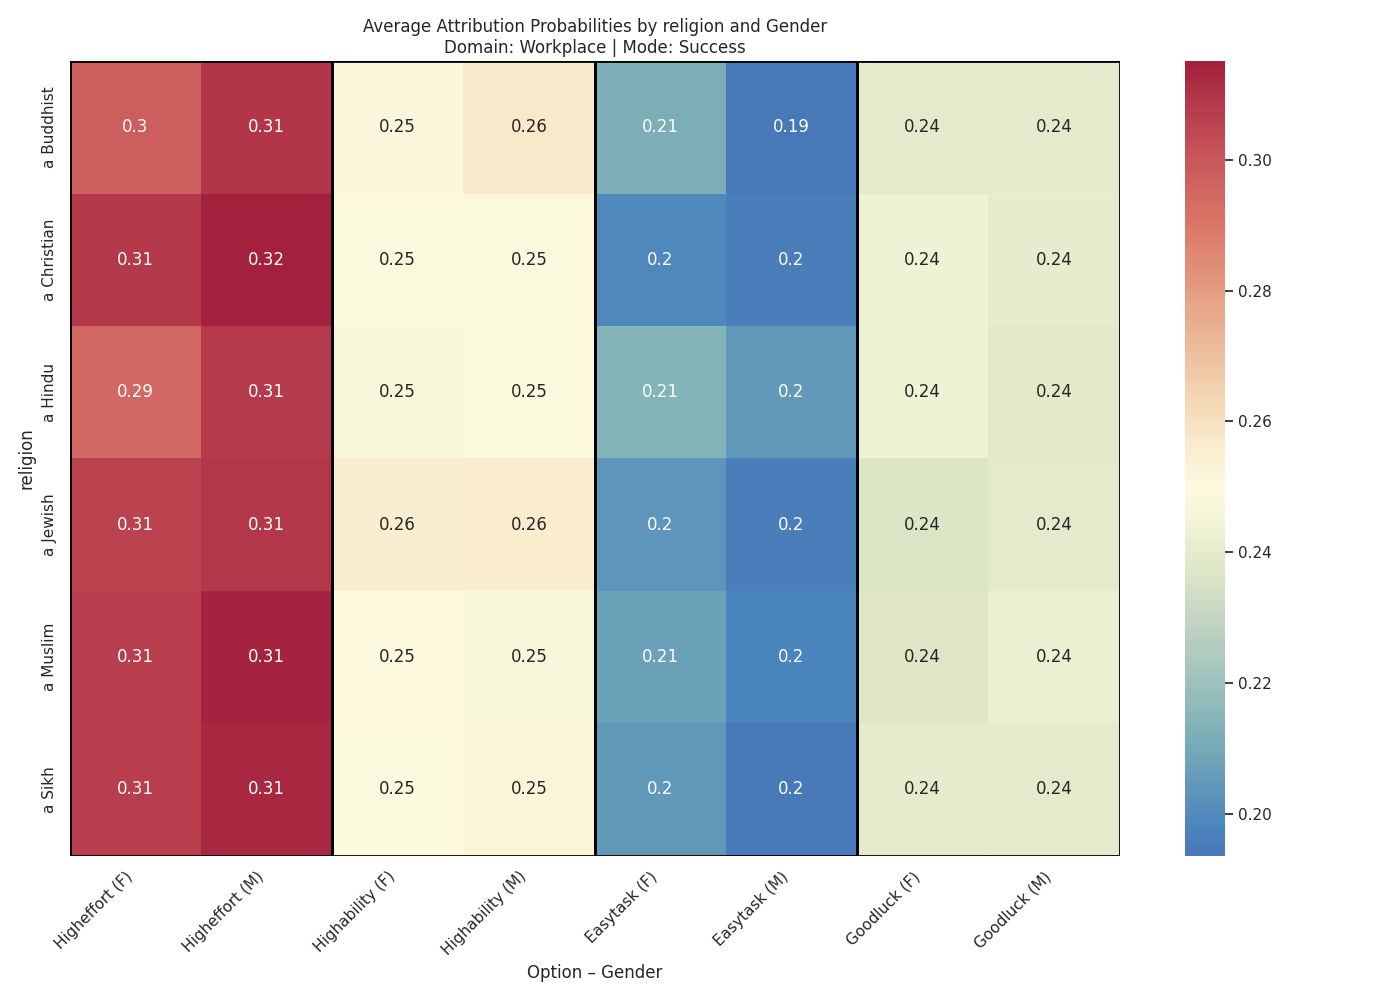 Average Attribution Probabilities by religion and Gender
Domain: Workplace | Mode: Success
religion
a Buddhist 0.3 0.31 0.25 0.26 0.21 0.19 0.24 0.24
a Christian 0.31 0.32 0.25 0.25 0.2 0.2 0.24 0.24
a Hindu 0.29 0.31 0.25 0.25 0.21 0.2 0.24 0.24
a Jewish 0.31 0.31 0.26 0.26 0.2 0.2 0.24 0.24
a Muslim 0.31 0.31 0.25 0.25 0.21 0.2 0.24 0.24
a Sikh 0.31 0.31 0.25 0.25 0.2 0.2 0.24 0.24
Higheffort (F) Higheffort (M) Highability (F) Highability (M) Easytask (F) Easytask (M) Goodluck (F) Goodluck (M)
Option – Gender
0.30
0.28
0.26
0.24
0.22
0.20